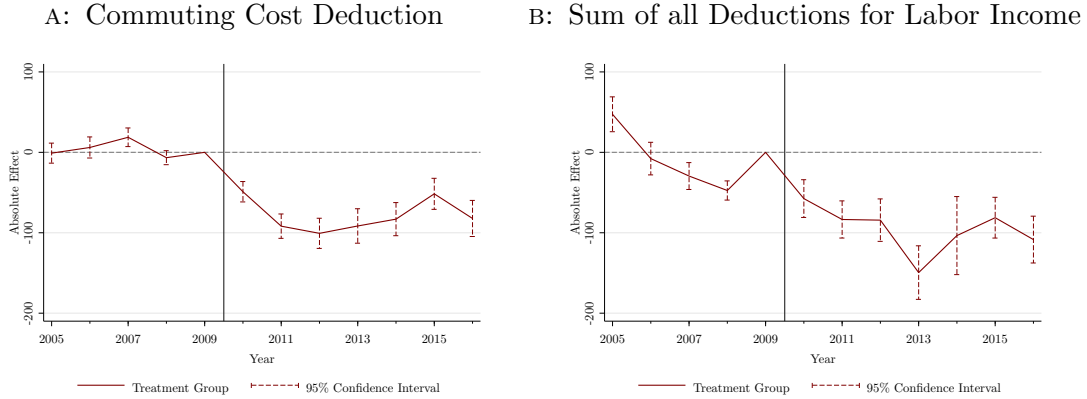 A: Commuting Cost Deduction
Absolute Effect
100
0
-100
-200
2005 2007 2009 2011 2013 2015
Year
Treatment Group 95% Confidence Interval
B: Sum of all Deductions for Labor Income
Absolute Effect
100
0
-100
-200
2005 2007 2009 2011 2013 2015
Year
Treatment Group 95% Confidence Interval